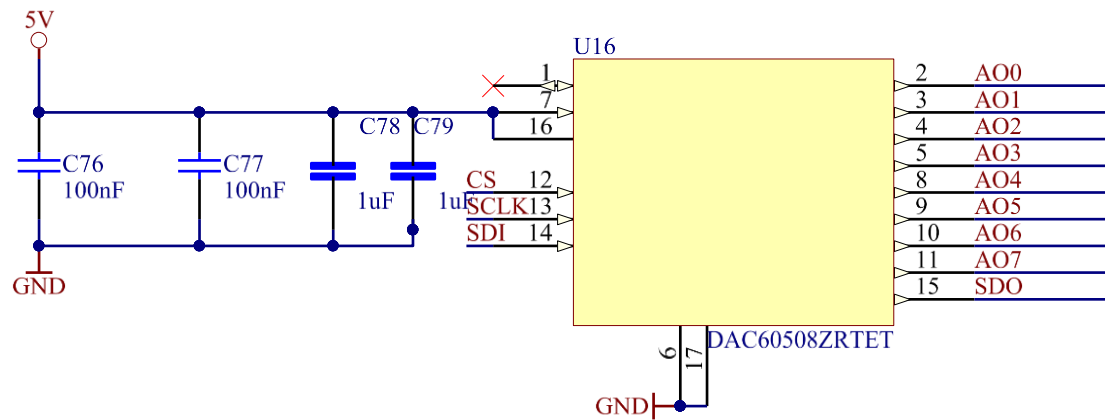 5V
U16
1
2 AO0
7
3 AO1
C78 C79
16
4 AO2
C76
100nF
C77
100nF
5 AO3
1uF
1uF
CS 12
8 AO4
SCLK 13
9 AO5
SDI 14
10 AO6
11 AO7
GND
15 SDO
DAC60508ZRTET
6
17
GND